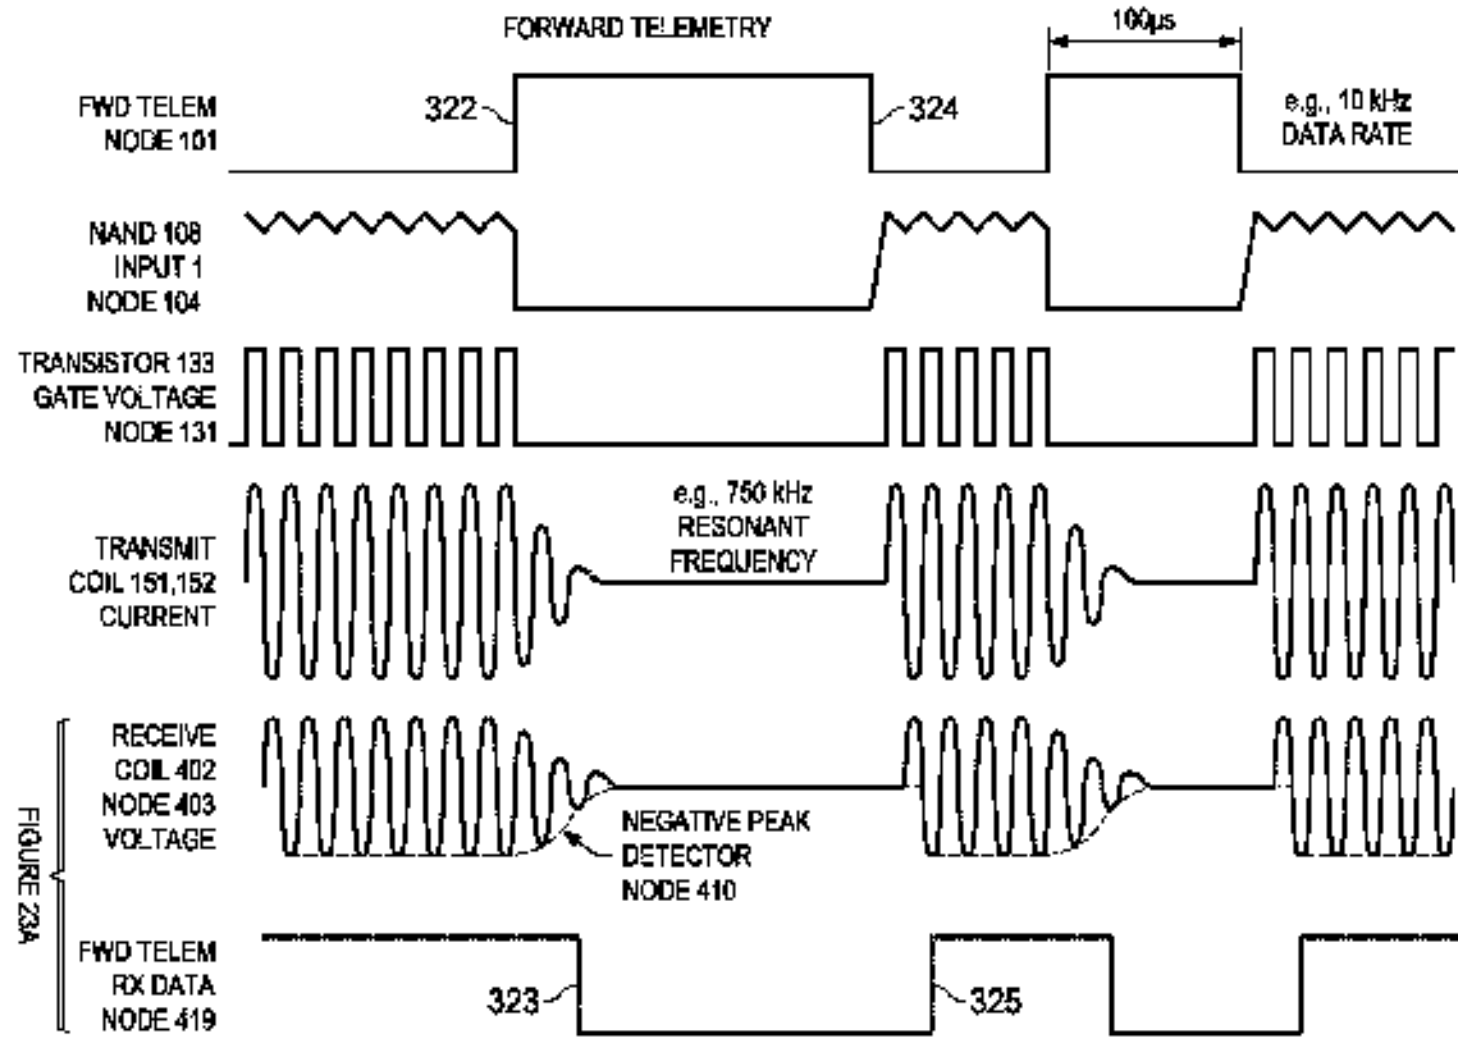 FORWARD TELEMETRY
100µs
FWD TELEM
NODE 101
322
324
e.g., 10 kHz
DATA RATE
NAND 108
INPUT 1
NODE 104
TRANSISTOR 133
GATE VOLTAGE
NODE 131
e.g., 750 kHz
RESONANT
FREQUENCY
TRANSMIT
COIL 151,152
CURRENT
RECEIVE
COIL 402
NODE 403
VOLTAGE
NEGATIVE PEAK
DETECTOR
NODE 410
FIGURE 23A
FWD TELEM
RX DATA
NODE 419
323
325